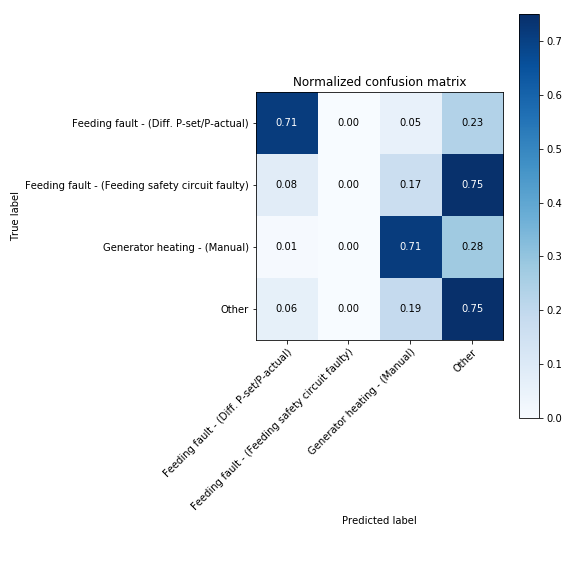 Normalized confusion matrix
True label
Feeding fault - (Diff. P-set/P-actual)
0.71 0.00 0.05 0.23
Feeding fault - (Feeding safety circuit faulty)
0.08 0.00 0.17 0.75
Generator heating - (Manual)
0.01 0.00 0.71 0.28
Other
0.06 0.00 0.19 0.75
Feeding fault - (Diff. P-set/P-actual)
Feeding fault - (Feeding safety circuit faulty)
Generator heating - (Manual)
Other
Predicted label
0.7
0.6
0.5
0.4
0.3
0.2
0.1
0.0